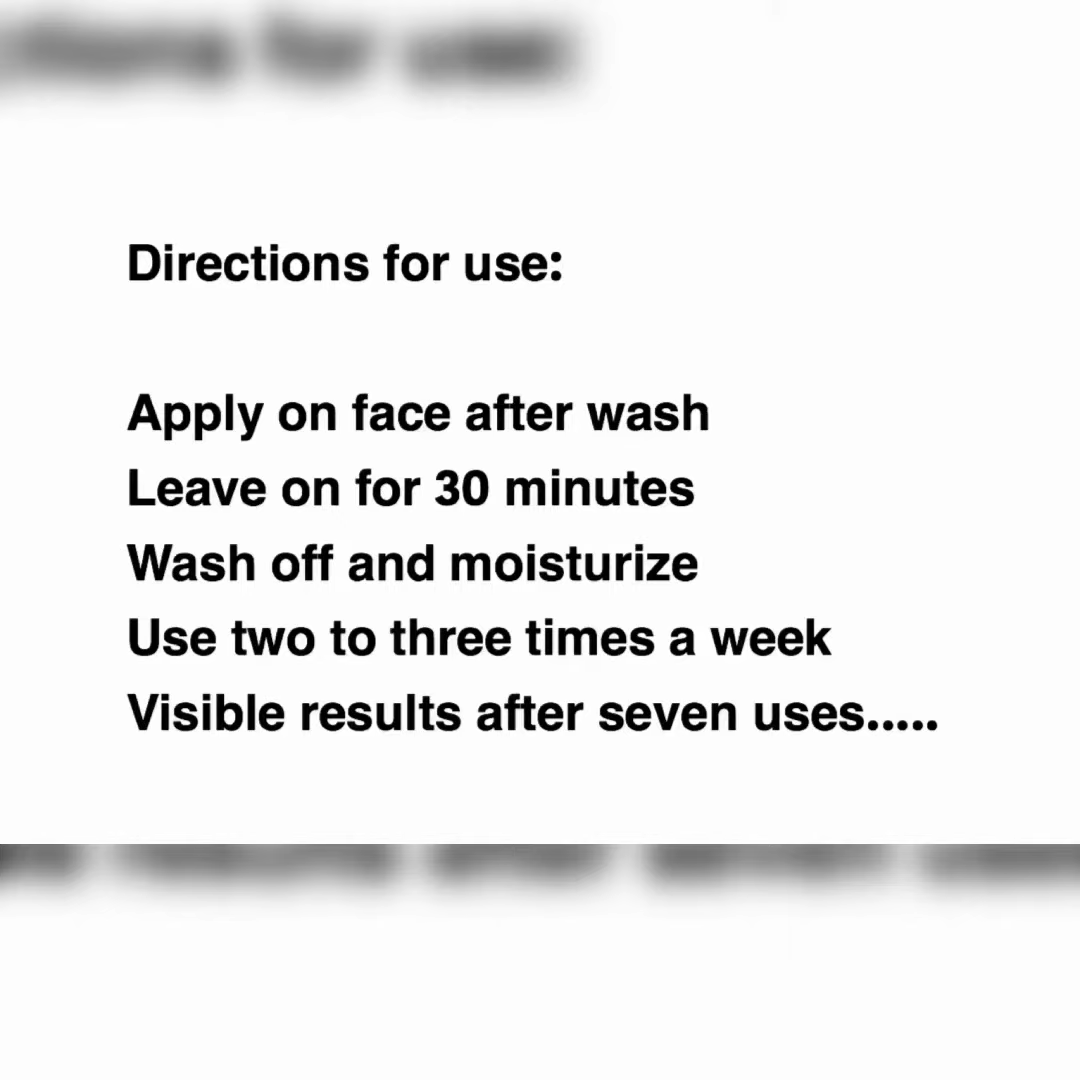 Directions for use:
Apply on face after wash
Leave on for 30 minutes
Wash off and moisturize
Use two to three times a week
Visible results after seven uses.....